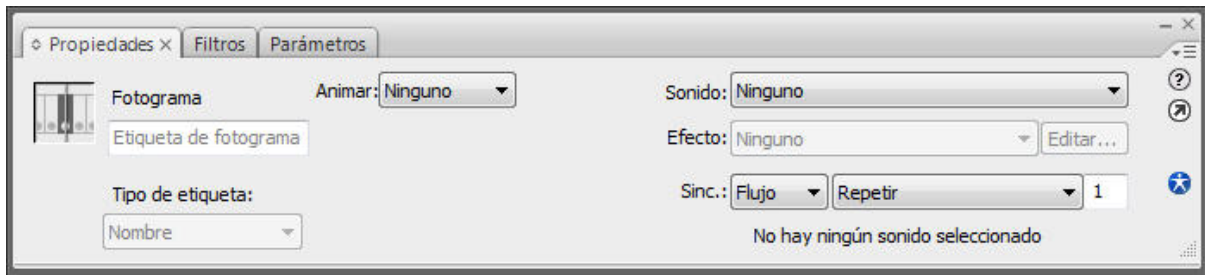 Propiedades Filtros Parámetros
Fotograma Animar: Ninguno Sonido: Ninguno
Etiqueta de fotograma Efecto: Ninguno Editar...
Tipo de etiqueta: Sinc.: Flujo Repetir 1
Nombre No hay ningún sonido seleccionado